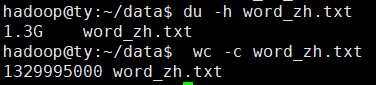 hadoop@ty:~/data$ du -h word_zh.txt
1.3G    word_zh.txt
hadoop@ty:~/data$  wc -c word_zh.txt
1329995000 word_zh.txt